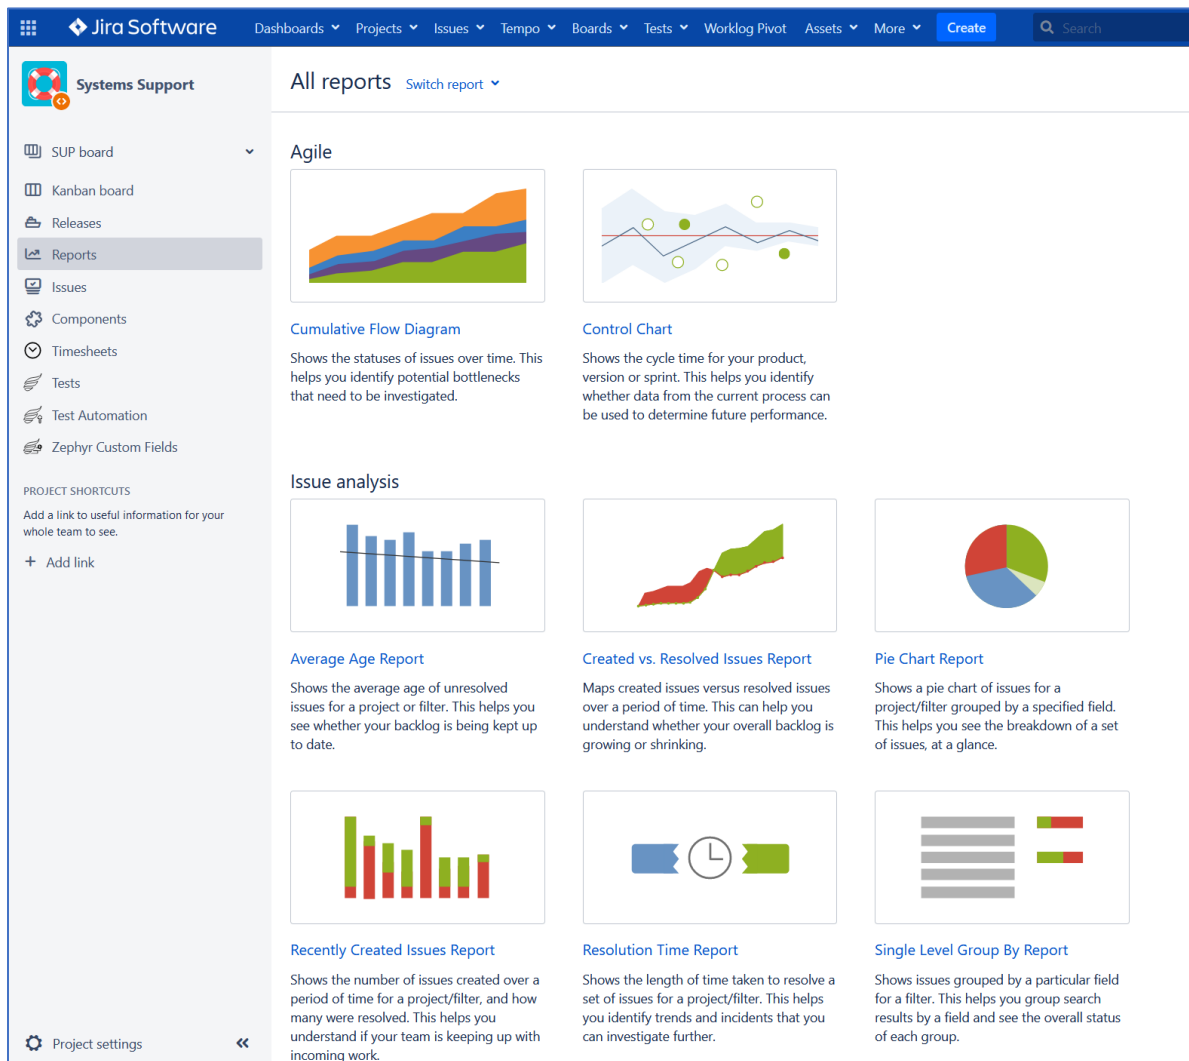 Jira Software Dashboards Projects Issues Tempo Boards Tests Worklog Pivot Assets More Create Search
Systems Support
SUP board
Kanban board
Releases
Reports
Issues
Components
Timesheets
Tests
Test Automation
Zephyr Custom Fields
PROJECT SHORTCUTS
Add a link to useful information for your
whole team to see.
+ Add link
Project settings
All reports Switch report
Agile
Cumulative Flow Diagram
Shows the statuses of issues over time. This
helps you identify potential bottlenecks
that need to be investigated.
Control Chart
Shows the cycle time for your product,
version or sprint. This helps you identify
whether data from the current process can
be used to determine future performance.
Issue analysis
Average Age Report
Shows the average age of unresolved
issues for a project or filter. This helps you
see whether your backlog is being kept up
to date.
Created vs. Resolved Issues Report
Maps created issues versus resolved issues
over a period of time. This can help you
understand whether your overall backlog is
growing or shrinking.
Pie Chart Report
Shows a pie chart of issues for a
project/filter grouped by a specified field.
This helps you see the breakdown of a set
of issues, at a glance.
Recently Created Issues Report
Shows the number of issues created over a
period of time for a project/filter, and how
many were resolved. This helps you
understand if your team is keeping up with
incoming work.
Resolution Time Report
Shows the length of time taken to resolve a
set of issues for a project/filter. This helps
you identify trends and incidents that you
can investigate further.
Single Level Group By Report
Shows issues grouped by a particular field
for a filter. This helps you group search
results by a field and see the overall status
of each group.